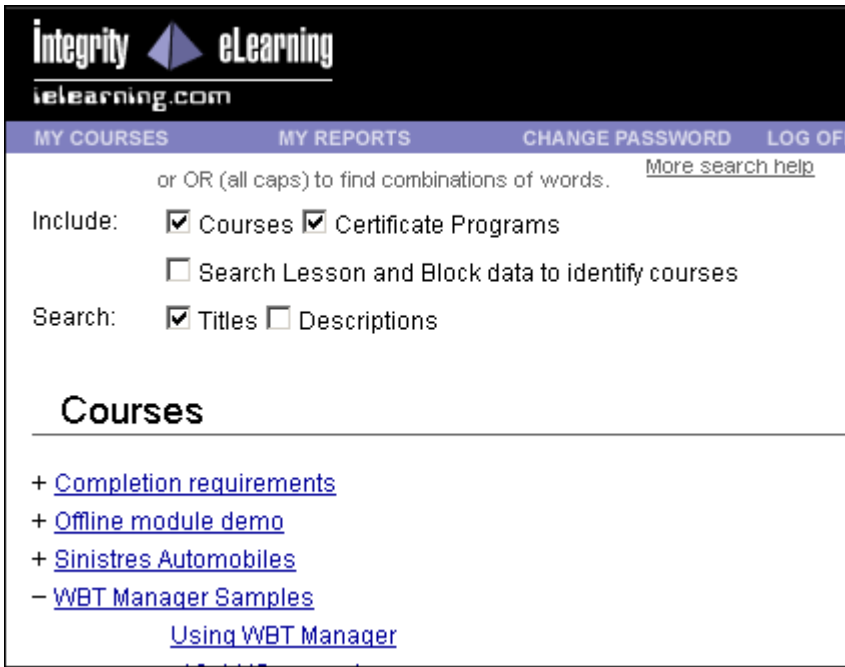 Integrity eLearning
ielearning.com
MY COURSES MY REPORTS CHANGE PASSWORD LOG OF
More search help
or OR (all caps) to find combinations of words.
Include: Courses Certificate Programs
Search Lesson and Block data to identify courses
Search: Titles Descriptions
Courses
+ Completion requirements
+ Offline module demo
+ Sinistres Automobiles
− WBT Manager Samples
Using WBT Manager